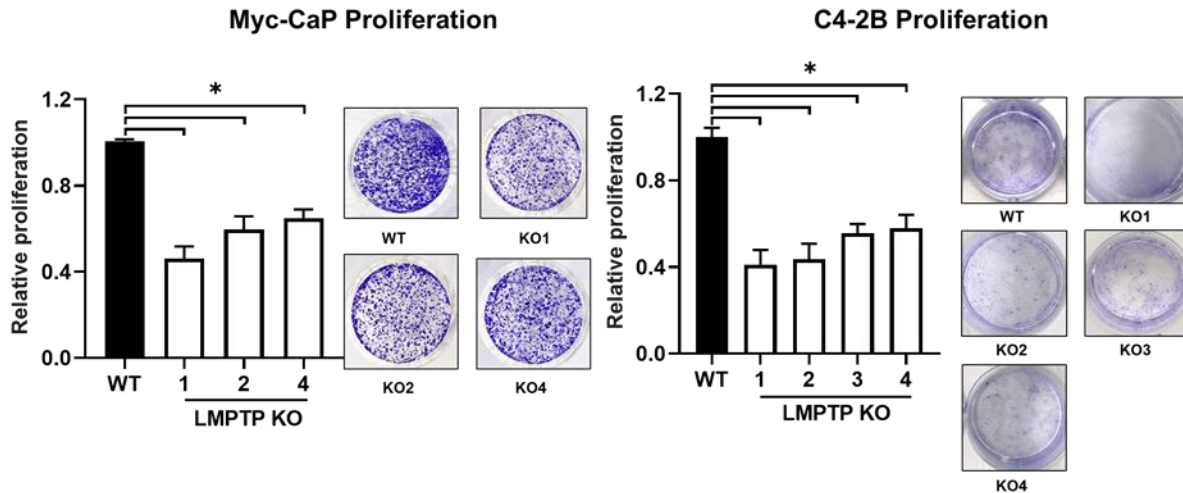 Myc-CaP Proliferation
*
1.2
0.8
0.4
0.0
Relative proliferation
WT
1
2
4
LMPTP KO
WT
KO1
KO2
KO4
C4-2B Proliferation
*
1.2
0.8
0.4
0.0
Relative proliferation
WT
1
2
3
4
LMPTP KO
WT
KO1
KO2
KO3
KO4